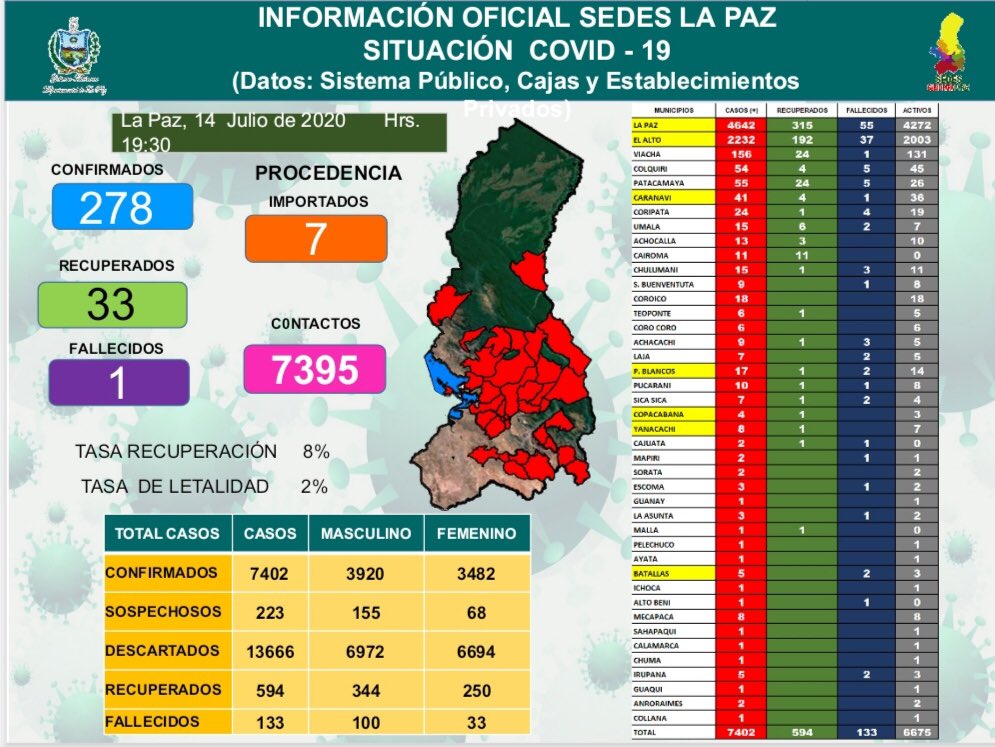 INFORMACIÓN OFICIAL SEDES LA PAZ
SITUACIÓN COVID - 19
(Datos: Sistema Público, Cajas y Establecimientos
Privados)
SEDES
La Paz, 14 Julio de 2020 Hrs.
19:30
CONFIRMADOS
278
RECUPERADOS
33
FALLECIDOS
1
PROCEDENCIA
IMPORTADOS
7
C0NTACTOS
7395
TASA RECUPERACIÓN 8%
TASA DE LETALIDAD 2%
TOTAL CASOS CASOS MASCULINO FEMENINO
CONFIRMADOS 7402 3920 3482
SOSPECHOSOS 223 155 68
DESCARTADOS 13666 6972 6694
RECUPERADOS 594 344 250
FALLECIDOS 133 100 33
MUNICIPIOS CASOS (+) RECUPERADOS FALLECIDOS ACTIVOS
LA PAZ 4642 315 55 4272
EL ALTO 2232 192 37 2003
VIACHA 156 24 1 131
COLQUIRI 54 4 5 45
PATACAMAYA 55 24 5 26
CARANAVI 41 4 1 36
CORIPATA 24 1 4 19
UMALA 15 6 2 7
ACHOCALLA 13 3 10
CAIROMA 11 11 0
CHULUMANI 15 1 3 11
S. BUENVENTUTA 9 1 8
COROICO 18 18
TEOPONTE 6 1 5
CORO CORO 6 6
ACHACACHI 9 1 3 5
LAJA 7 2 5
P. BLANCOS 17 1 2 14
PUCARANI 10 1 1 8
SICA SICA 7 1 2 4
COPACABANA 4 1 3
YANACACHI 8 1 7
CAJUATA 2 1 1 0
MAPIRI 2 1 1
SORATA 2 2
ESCOMA 3 1 2
GUANAY 1 1
LA ASUNTA 3 1 2
MALLA 1 1 0
PELECHUCO 1 1
AYATA 1 1
BATALLAS 5 2 3
ICHOCA 1 1
ALTO BENI 1 1 0
MECAPACA 8 8
SAHAPAQUI 1 1
CALAMARCA 1 1
CHUMA 1 1
IRUPANA 5 2 3
GUAQUI 1 1
ANRORAIMES 2 2
COLLANA 1 1
TOTAL 7402 594 133 6675